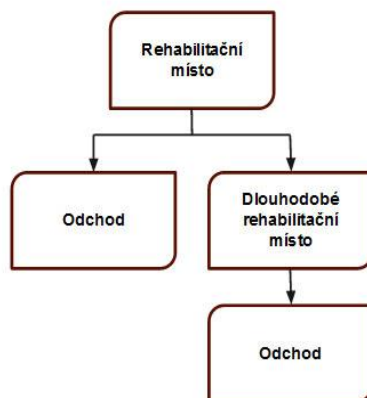 Rehabilitační
místo
Odchod
Dlouhodobé
rehabilitační
místo
Odchod